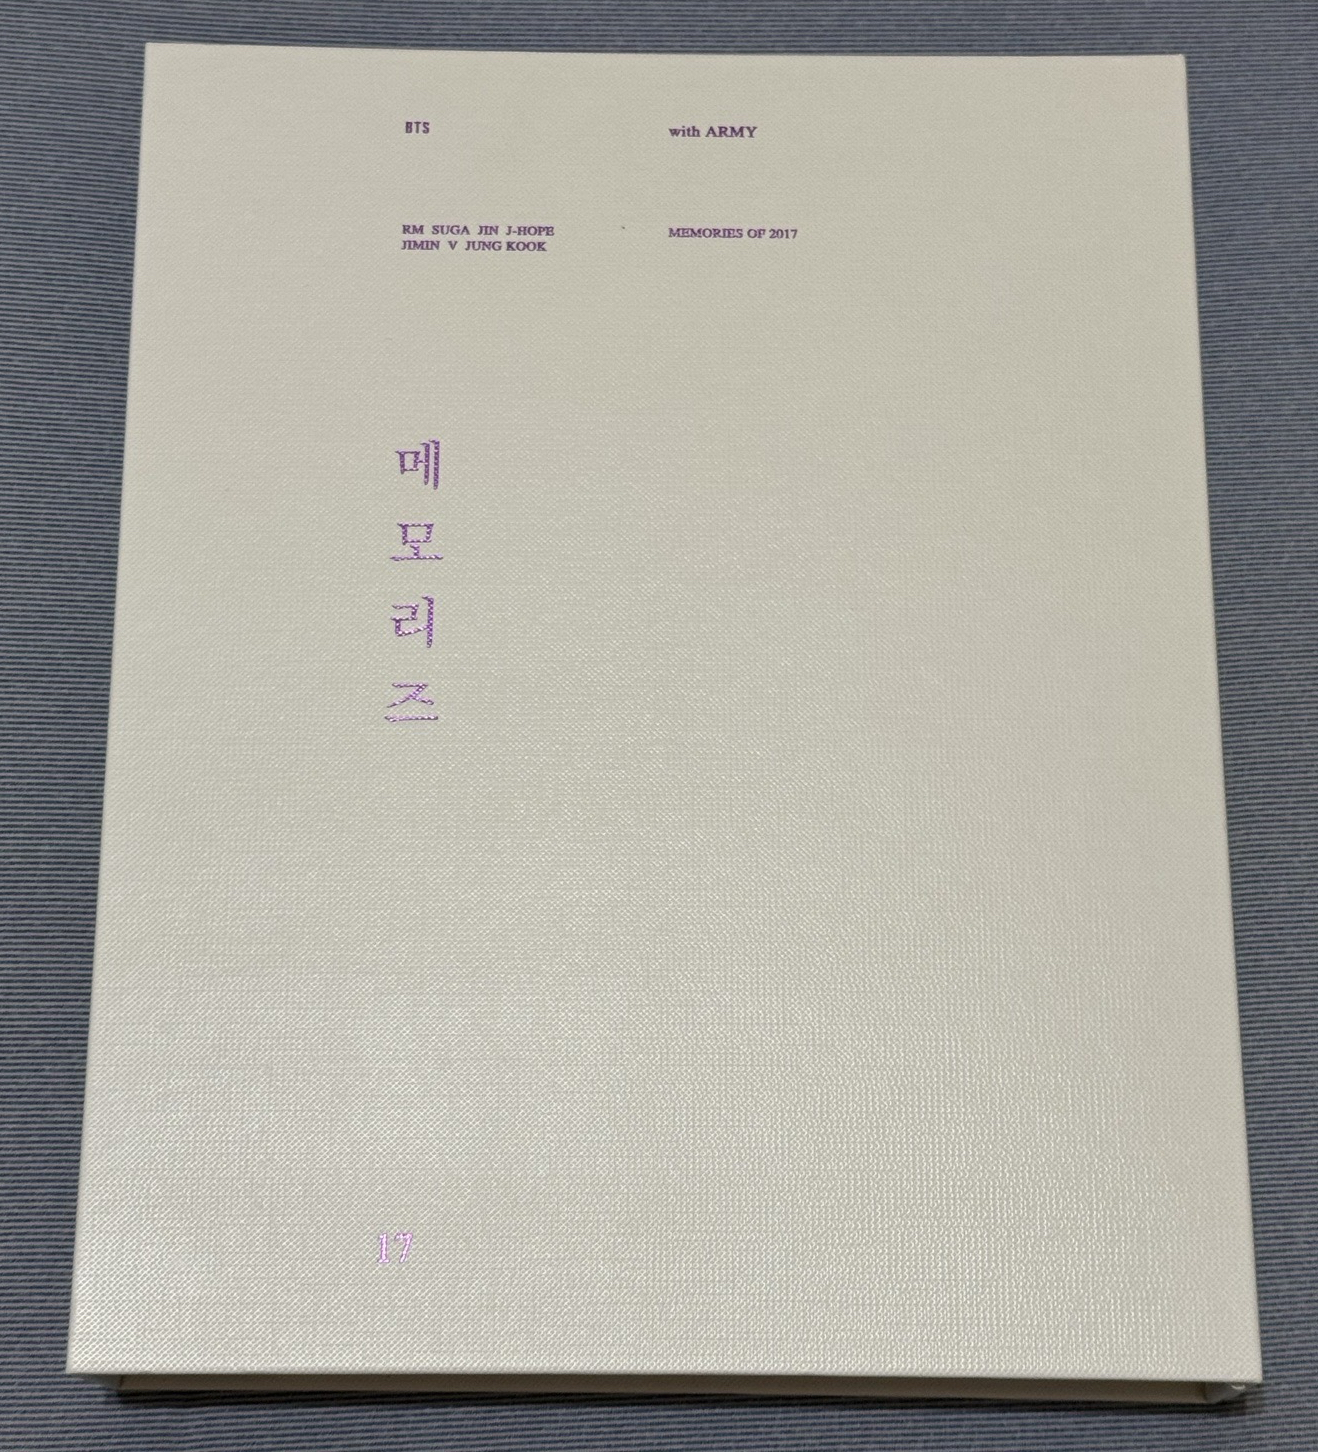 BTS
with ARMY
RM SUGA JIN J-HOPE
JIMIN V JUNG KOOK
MEMORIES OF 2017
메
모
리
즈
17